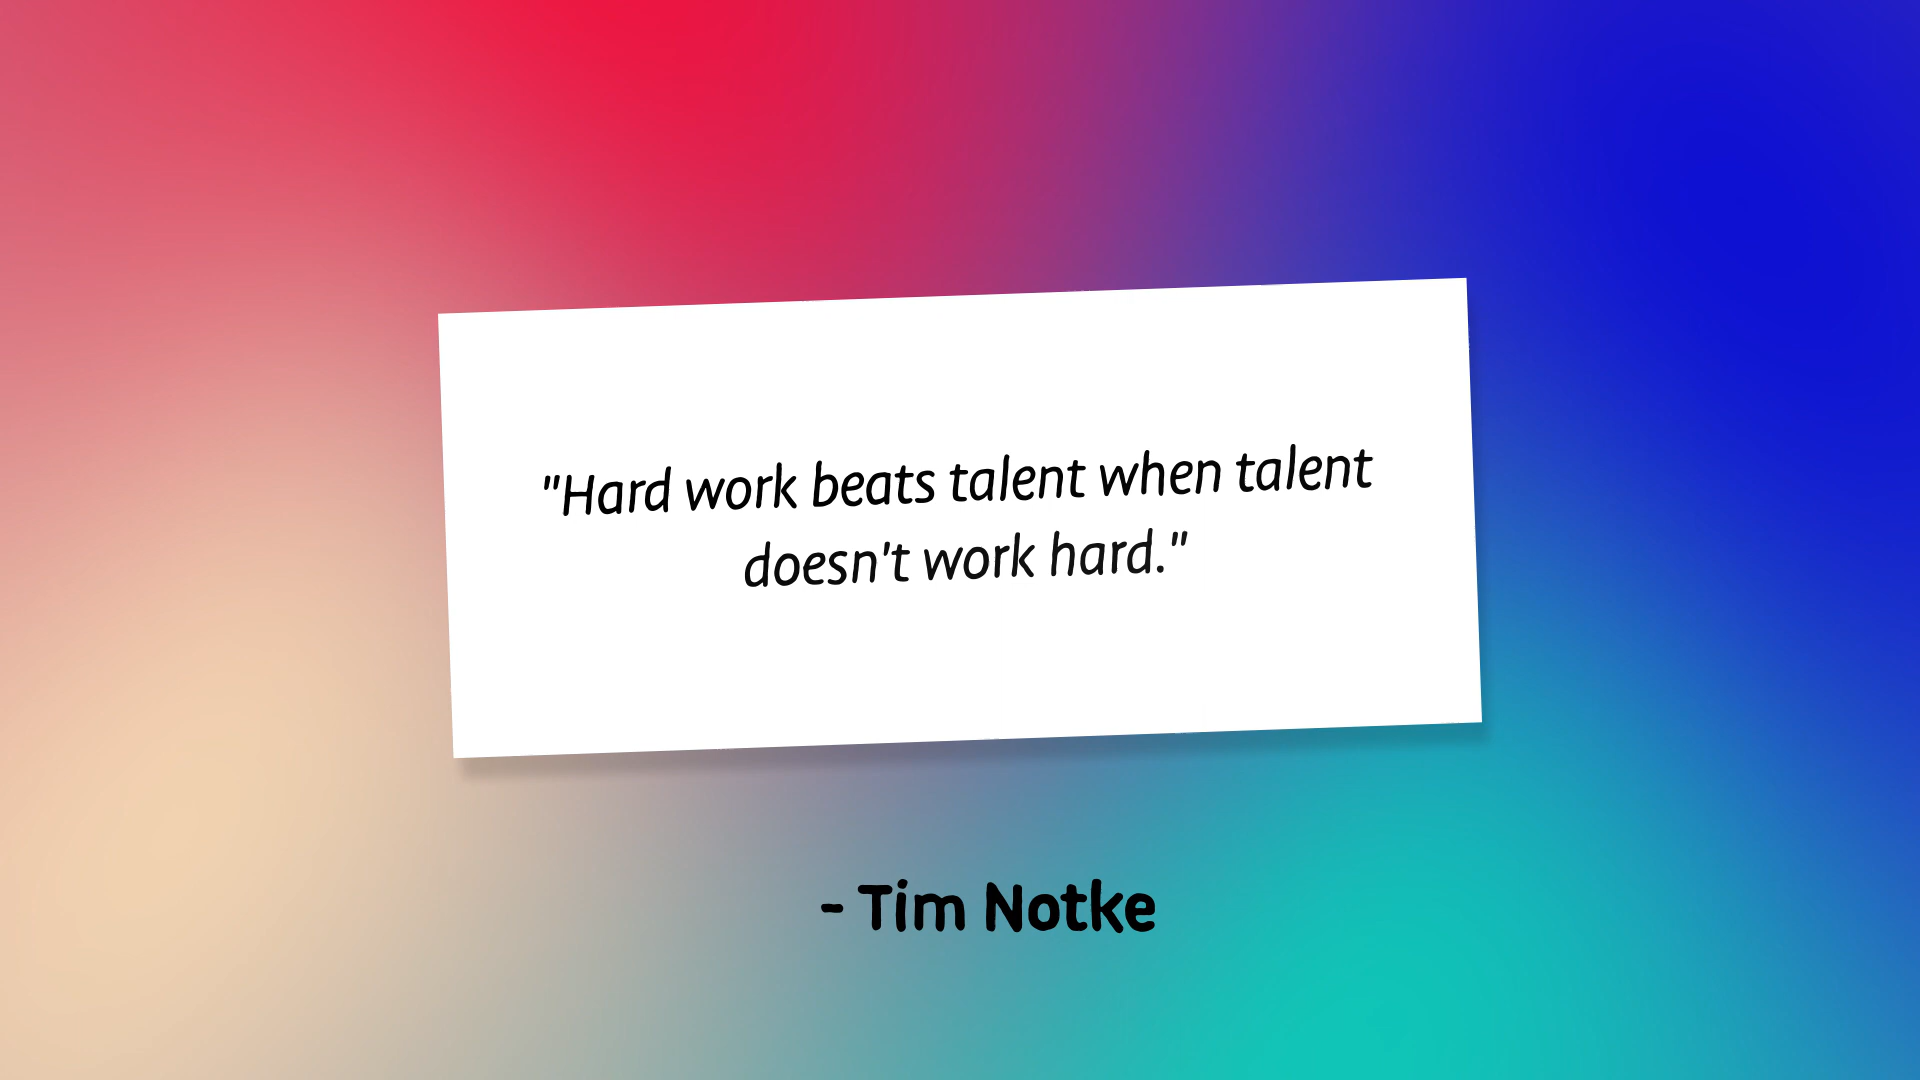 "Hard work beats talent when talent
doesn't work hard."
- Tim Notke